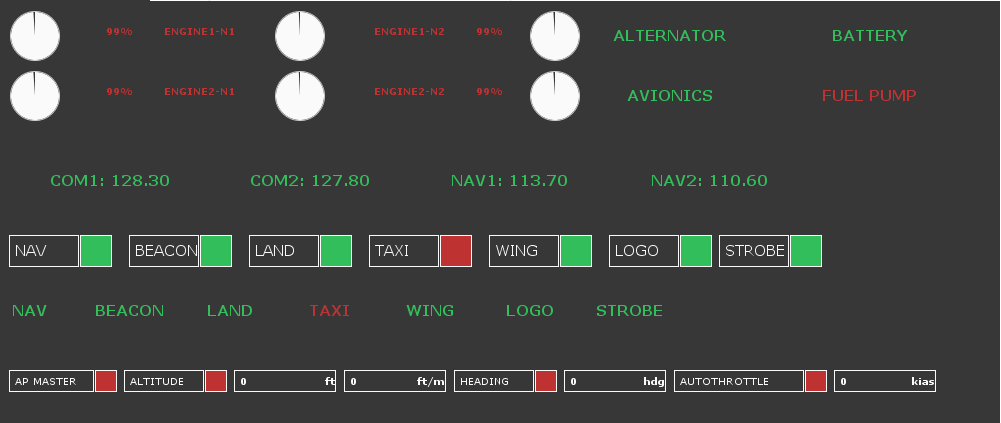 99% ENGINE1-N1 ENGINE1-N2 99% ALTERNATOR BATTERY
99% ENGINE2-N1 ENGINE2-N2 99% AVIONICS FUEL PUMP
COM1: 128.30 COM2: 127.80 NAV1: 113.70 NAV2: 110.60
NAV BEACON LAND TAXI WING LOGO STROBE
NAV BEACON LAND TAXI WING LOGO STROBE
AP MASTER ALTITUDE 0 ft 0 ft/m HEADING 0 hdg AUTOTHROTTLE 0 kias